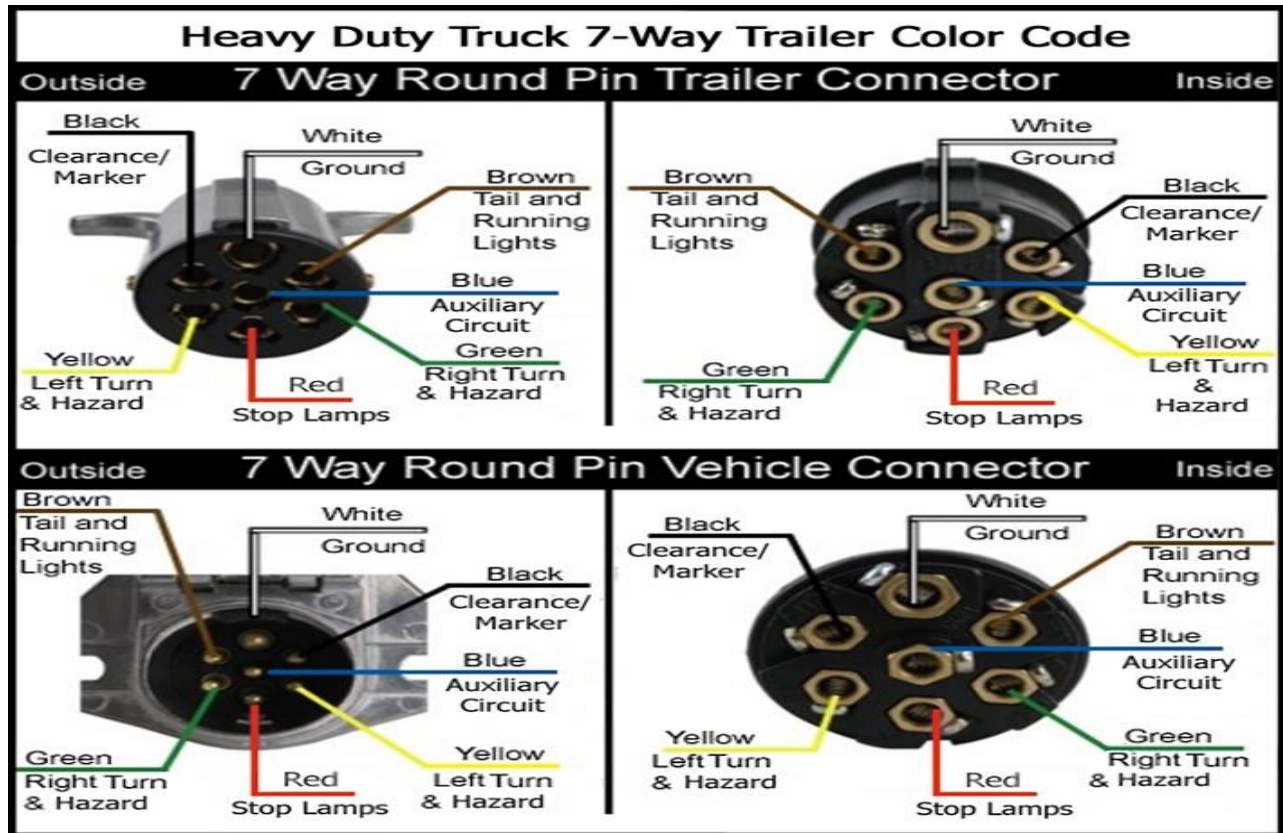 Heavy Duty Truck 7-Way Trailer Color Code
Outside 7 Way Round Pin Trailer Connector Inside
Black
Clearance/
Marker
White
Ground
Brown
Tail and
Running
Lights
Blue
Auxiliary
Circuit
Green
Right Turn
& Hazard
Yellow
Left Turn
& Hazard
Red
Stop Lamps
White
Ground
Brown
Tail and
Running
Lights
Black
Clearance/
Marker
Blue
Auxiliary
Circuit
Yellow
Left Turn
&
Hazard
Green
Right Turn
& Hazard
Red
Stop Lamps
Outside 7 Way Round Pin Vehicle Connector Inside
Brown
Tail and
Running
Lights
White
Ground
Black
Clearance/
Marker
Blue
Auxiliary
Circuit
Green
Right Turn
& Hazard
Red
Stop Lamps
Yellow
Left Turn
& Hazard
Black
Clearance/
Marker
White
Ground
Brown
Tail and
Running
Lights
Blue
Auxiliary
Circuit
Yellow
Left Turn
& Hazard
Red
Stop Lamps
Green
Right Turn
& Hazard